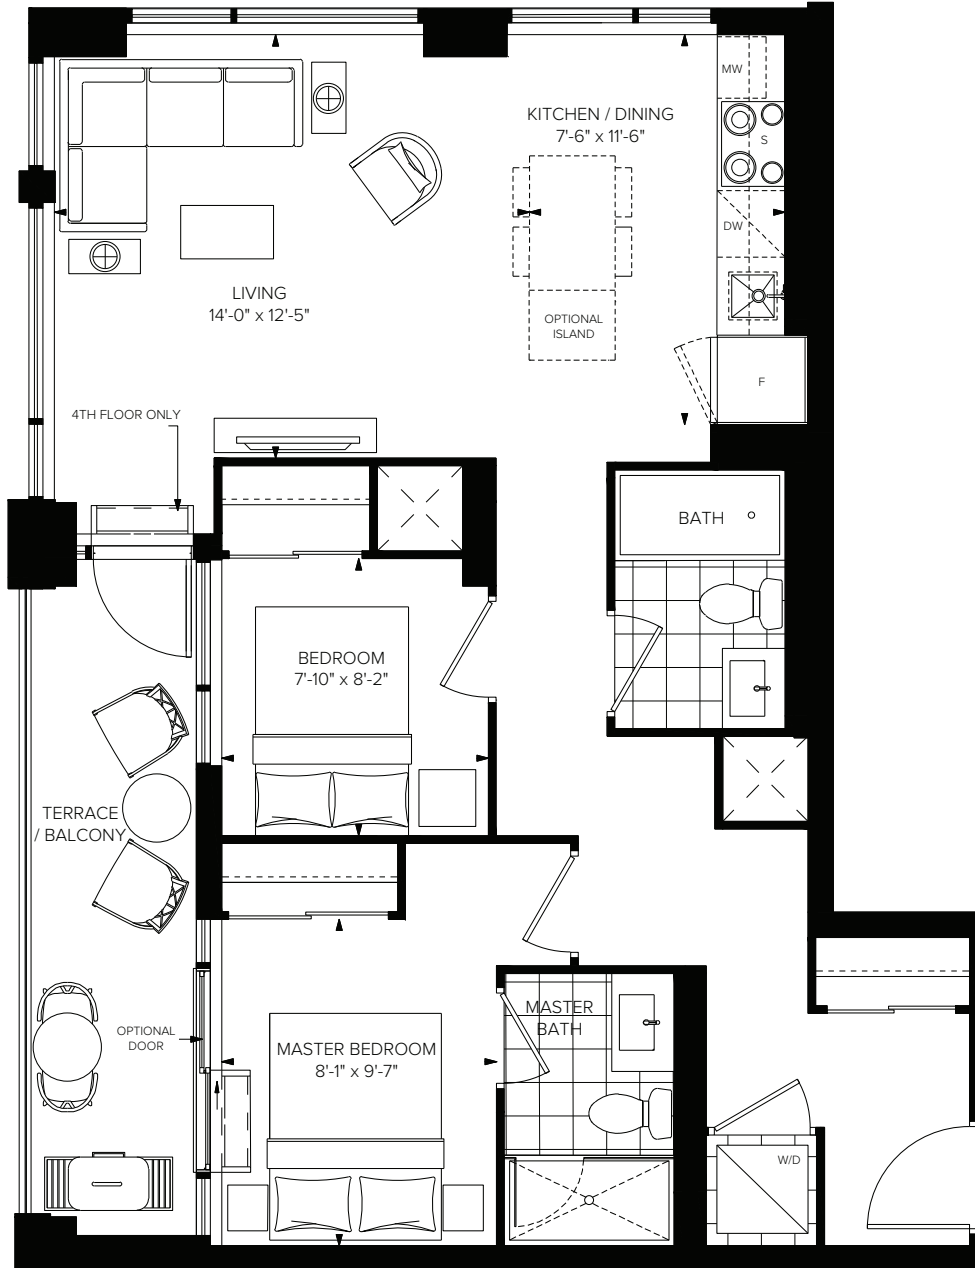 MW
KITCHEN / DINING
7'-6" x 11'-6"
S
DW
LIVING
14'-0" x 12'-5"
OPTIONAL
ISLAND
F
4TH FLOOR ONLY
BATH
BEDROOM
7'-10" x 8'-2"
TERRACE
/ BALCONY
MASTER
BATH
OPTIONAL
DOOR
MASTER BEDROOM
8'-1" x 9'-7"
W/D